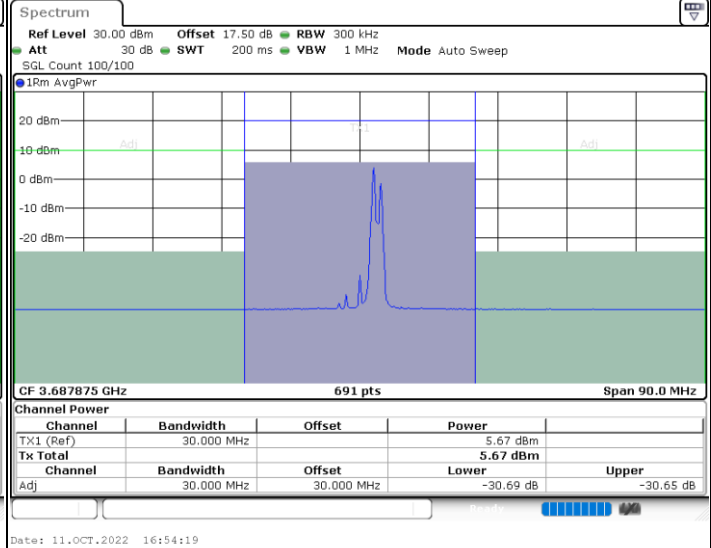 Spectrum
Ref Level 30.00 dBm Offset 17.50 dB RBW 300 kHz
Att 30 dB SWT 200 ms VBW 1 MHz Mode Auto Sweep
SGL Count 100/100
1Rm AvgPwr
20 dBm
TX1
Adj
Adj
10 dBm
0 dBm
-10 dBm
-20 dBm
CF 3.687875 GHz 691 pts Span 90.0 MHz
Channel Power
Channel Bandwidth Offset Power
TX1 (Ref) 30.000 MHz 5.67 dBm
Tx Total 5.67 dBm
Channel Bandwidth Offset Lower Upper
Adj 30.000 MHz 30.000 MHz -30.69 dB -30.65 dB
Ready
Date: 11.OCT.2022 16:54:19